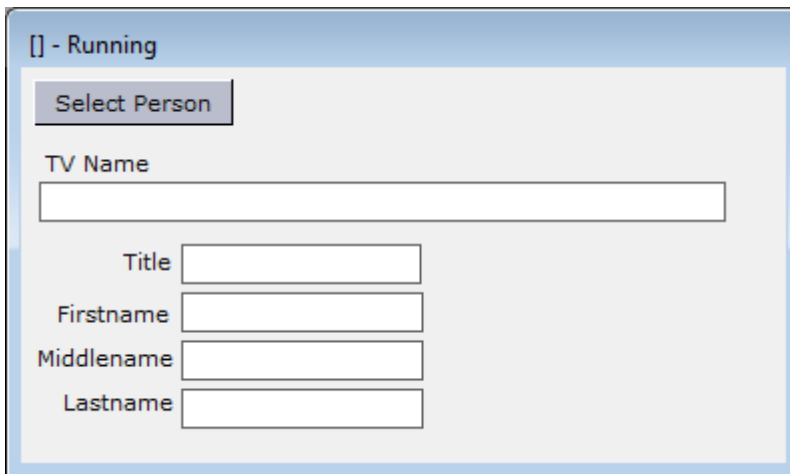 [] - Running
Select Person
TV Name
Title
Firstname
Middlename
Lastname